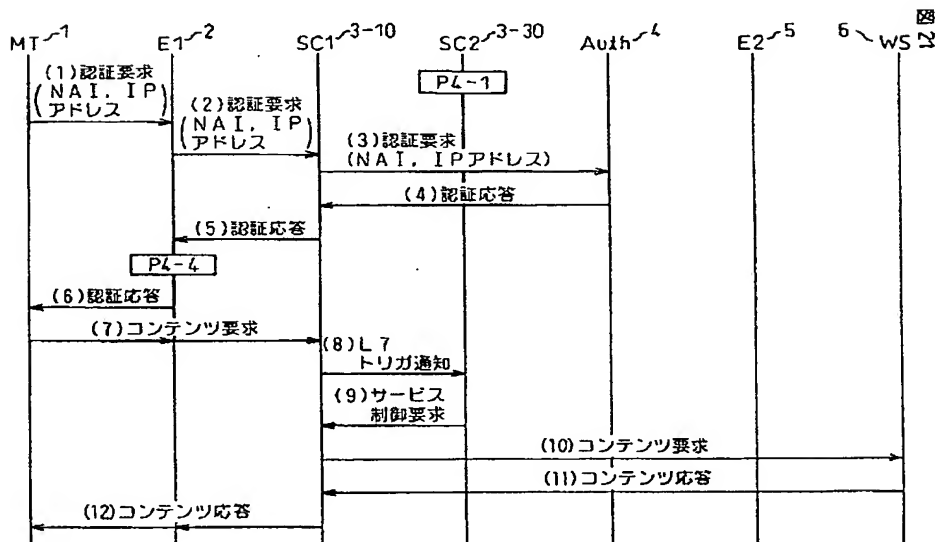 図21
MT 1
E1 2
SC1 3-10
SC2 3-30
Auth 4
E2 5
6 WS
P4-1
(1)認証要求
(NAI, IP
アドレス)
(2)認証要求
(NAI, IP
アドレス)
(3)認証要求
(NAI, IPアドレス)
(4)認証応答
(5)認証応答
P4-4
(6)認証応答
(7)コンテンツ要求
(8)L7
トリガ通知
(9)サービス
制御要求
(10)コンテンツ要求
(11)コンテンツ応答
(12)コンテンツ応答